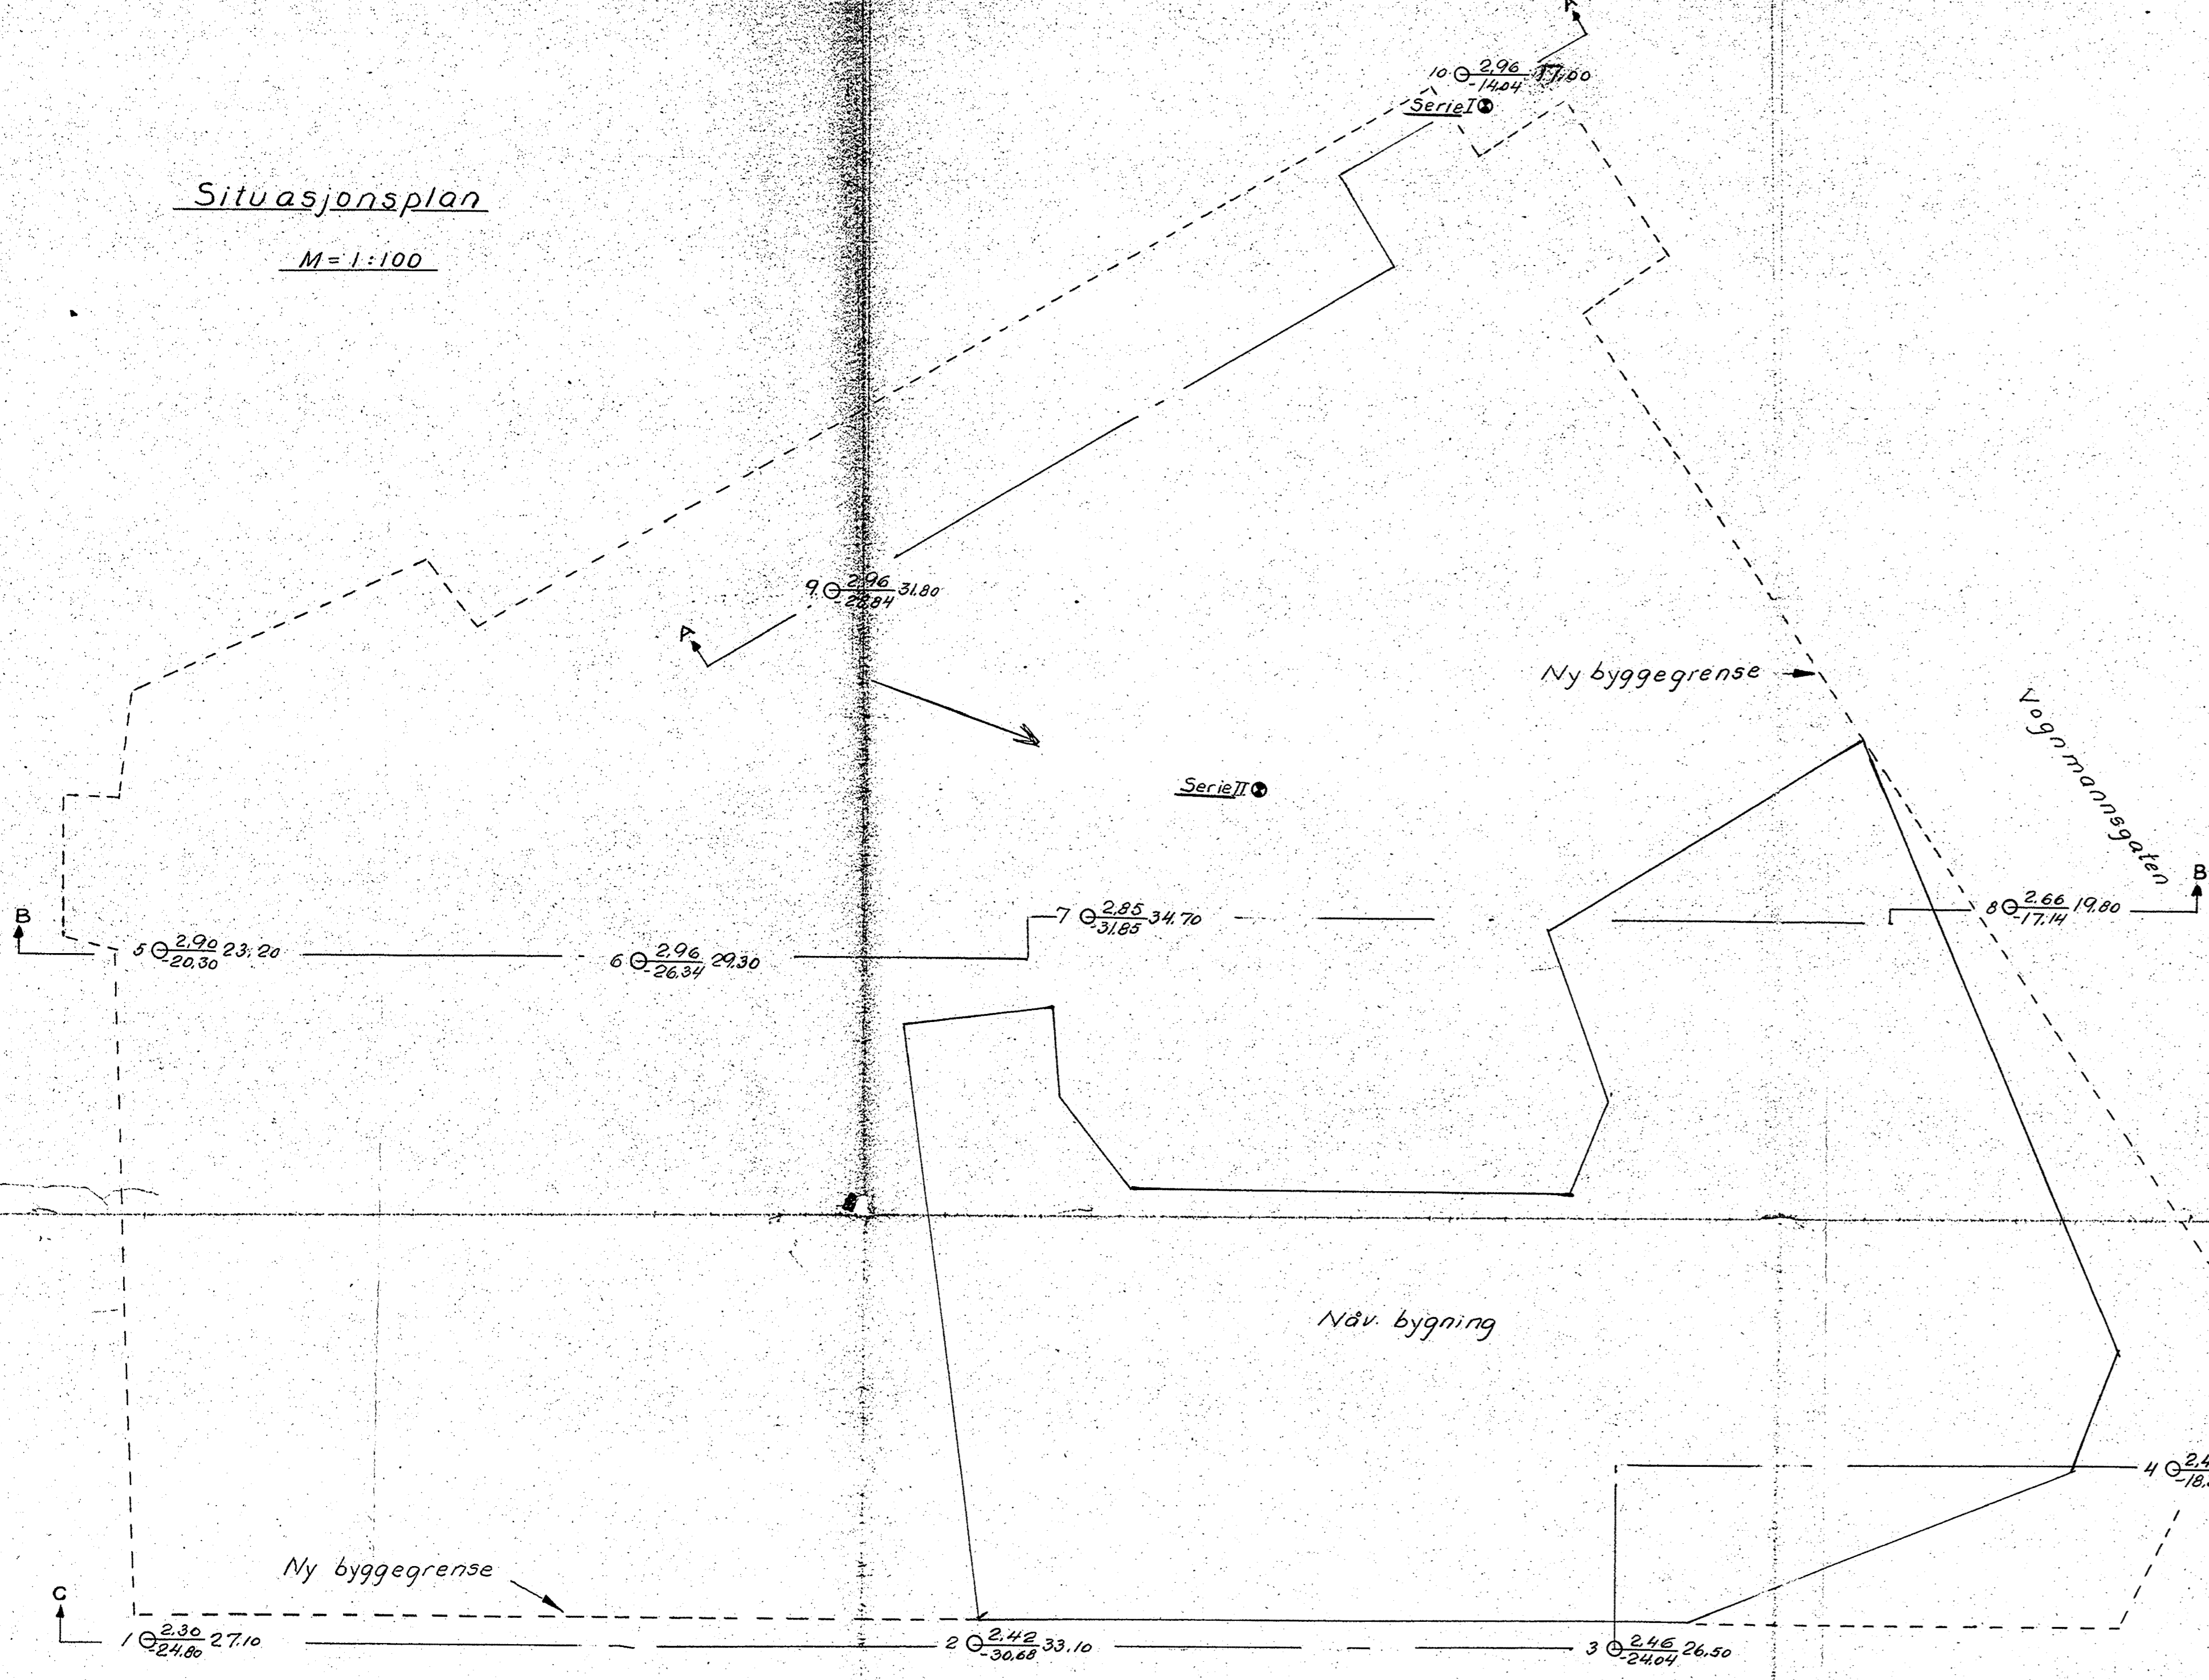 A
10 2,96 17,00
-14,04
Serie I
Situasjonsplan
M = 1:100
9 2,96 31.80
-28,84
A
Ny byggegrense
Vognmannsgaten
Serie II
B
B
5 2,90 23,20
-20,30
6 2,96 29,30
-26,34
7 2,85 34.70
-31,85
8 2.66 19,80
-17,14
Nåv. bygning
4
Ny byggegrense
C
1 2,30 27,10
-24,80
2 2,42 33,10
-30,68
3 2,46 26,50
-24,04